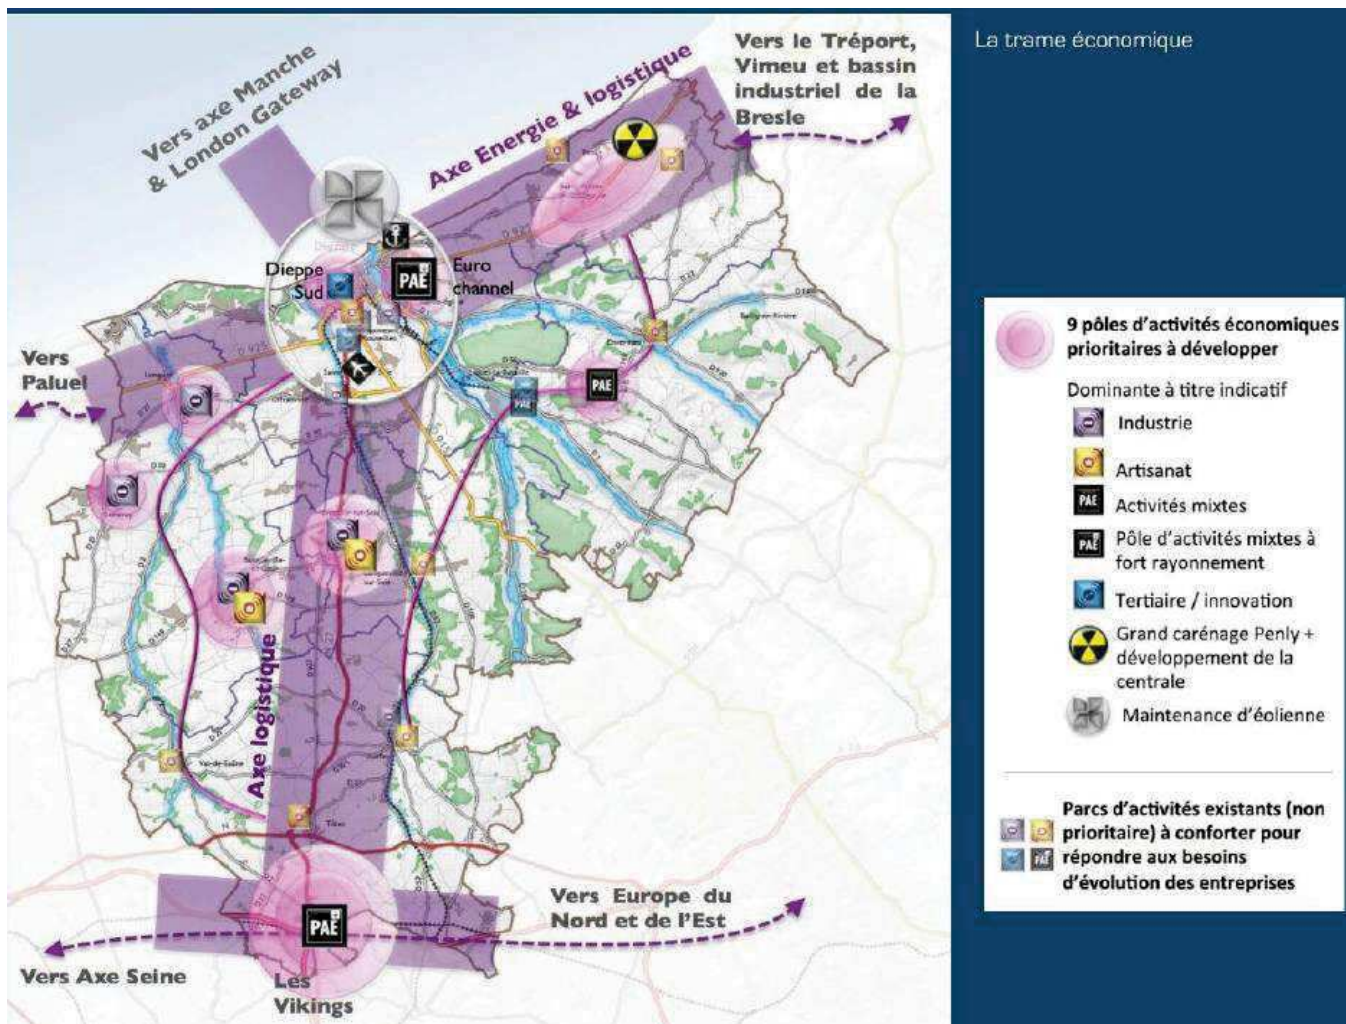 La trame économique
Vers axe Manche
& London Gateway
Axe Energie & logistique
Vers le Tréport,
Vimeu et bassin
industriel de la
Bresle
Dieppe
Sud
PAE
Euro
channel
Vers
Paluel
D 925
PAE
PAE
Axe logistique
PAE
Vers Europe du
Nord et de l'Est
Vers Axe Seine
Les
Vikings
9 pôles d'activités économiques
prioritaires à développer
Dominante à titre indicatif
Industrie
Artisanat
PAE
Activités mixtes
PAE
Pôle d'activités mixtes à
fort rayonnement
Tertiaire / innovation
Grand carénage Penly +
développement de la
centrale
Maintenance d'éolienne
Parcs d'activités existants (non
prioritaire) à conforter pour
PAE
répondre aux besoins
d'évolution des entreprises